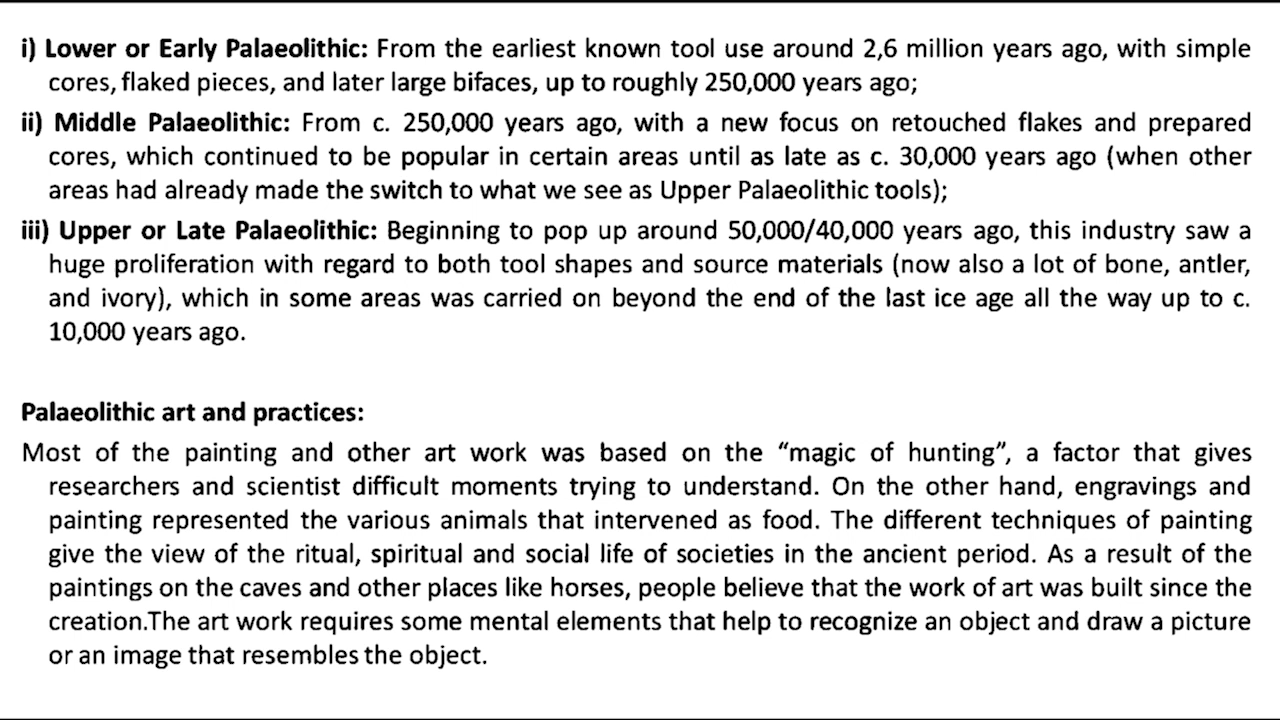 i) Lower or Early Palaeolithic: From the earliest known tool use around 2,6 million years ago, with simple
cores, flaked pieces, and later large bifaces, up to roughly 250,000 years ago;
ii) Middle Palaeolithic: From c. 250,000 years ago, with a new focus on retouched flakes and prepared
cores, which continued to be popular in certain areas until as late as c. 30,000 years ago (when other
areas had already made the switch to what we see as Upper Palaeolithic tools);
iii) Upper or Late Palaeolithic: Beginning to pop up around 50,000/40,000 years ago, this industry saw a
huge proliferation with regard to both tool shapes and source materials (now also a lot of bone, antler,
and ivory), which in some areas was carried on beyond the end of the last ice age all the way up to c.
10,000 years ago.
Palaeolithic art and practices:
Most of the painting and other art work was based on the “magic of hunting”, a factor that gives
researchers and scientist difficult moments trying to understand. On the other hand, engravings and
painting represented the various animals that intervened as food. The different techniques of painting
give the view of the ritual, spiritual and social life of societies in the ancient period. As a result of the
paintings on the caves and other places like horses, people believe that the work of art was built since the
creation.The art work requires some mental elements that help to recognize an object and draw a picture
or an image that resembles the object.